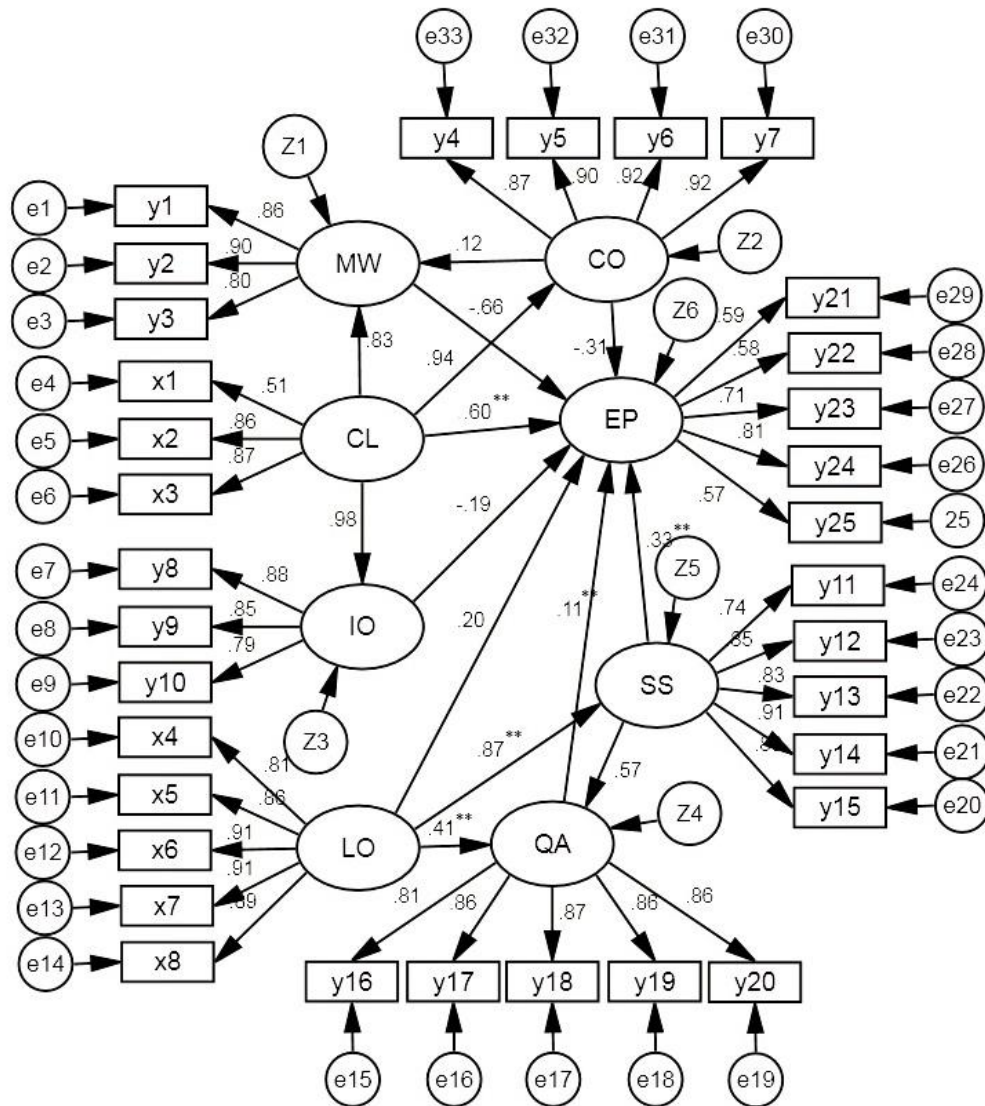 e33 e32 e31 e30
y4 y5 y6 y7
Z1
.87 .90 .92 .92
e1 y1 .86
e2 y2 .90 MW .12 CO Z2
e3 y3 .80
Z6 y21 e29
.59
-.66 -.31 .58 y22 e28
.83 .94
e4 x1 .51
e5 x2 .86 CL .60** EP .71 y23 e27
e6 x3 .87
.81 y24 e26
.57 y25 25
.98 -.19
.33** Z5
e7 y8 .88
e8 y9 .85 IO
e9 y10 .79
.20 .11**
.74 y11 e24
.85 y12 e23
SS .83 y13 e22
.91 y14 e21
y15 e20
Z3
e10 x4 .81
e11 x5 .86
.87** .57
e12 x6 .91 LO .41** QA Z4
e13 x7 .91
e14 x8 .89
.81 .86 .87 .86 .86
y16 y17 y18 y19 y20
e15 e16 e17 e18 e19